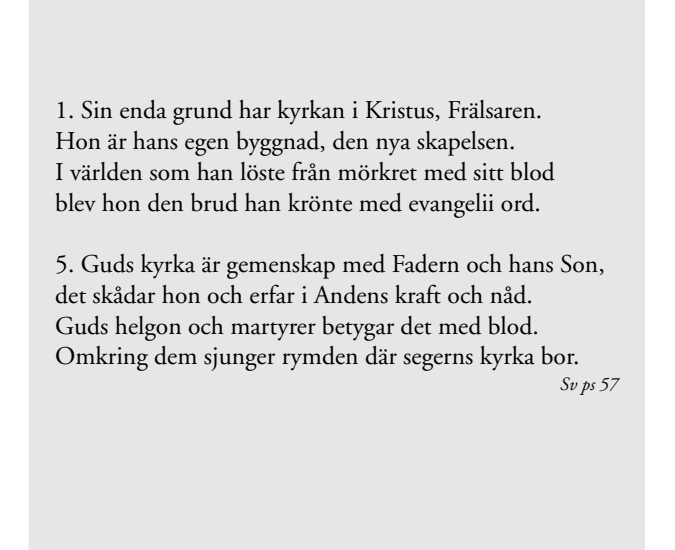 1. Sin enda grund har kyrkan i Kristus, Frälsaren.
Hon är hans egen byggnad, den nya skapelsen.
I världen som han löste från mörkret med sitt blod
blev hon den brud han krönte med evangelii ord.
5. Guds kyrka är gemenskap med Fadern och hans Son,
det skådar hon och erfar i Andens kraft och nåd.
Guds helgon och martyrer betygar det med blod.
Omkring dem sjunger rymden där segerns kyrka bor.
Sv ps 57